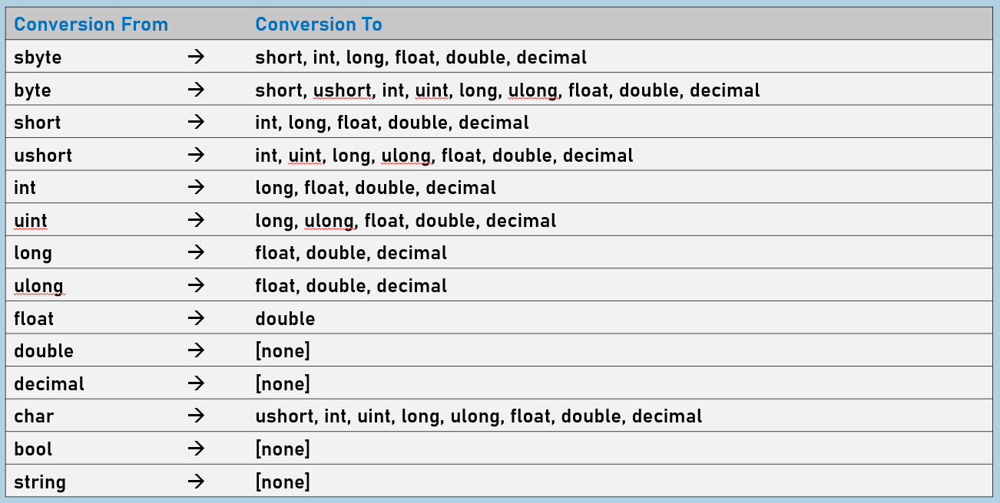 Conversion From Conversion To
sbyte → short, int, long, float, double, decimal
byte → short, ushort, int, uint, long, ulong, float, double, decimal
short → int, long, float, double, decimal
ushort → int, uint, long, ulong, float, double, decimal
int → long, float, double, decimal
uint → long, ulong, float, double, decimal
long → float, double, decimal
ulong → float, double, decimal
float → double
double → [none]
decimal → [none]
char → ushort, int, uint, long, ulong, float, double, decimal
bool → [none]
string → [none]